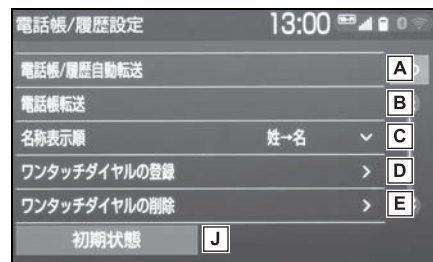 電話帳/履歴設定 13:00
電話帳/履歴自動転送 A
電話帳転送 B
名称表示順 姓→名 C
ワンタッチダイヤルの登録 D
ワンタッチダイヤルの削除 E
初期状態 J